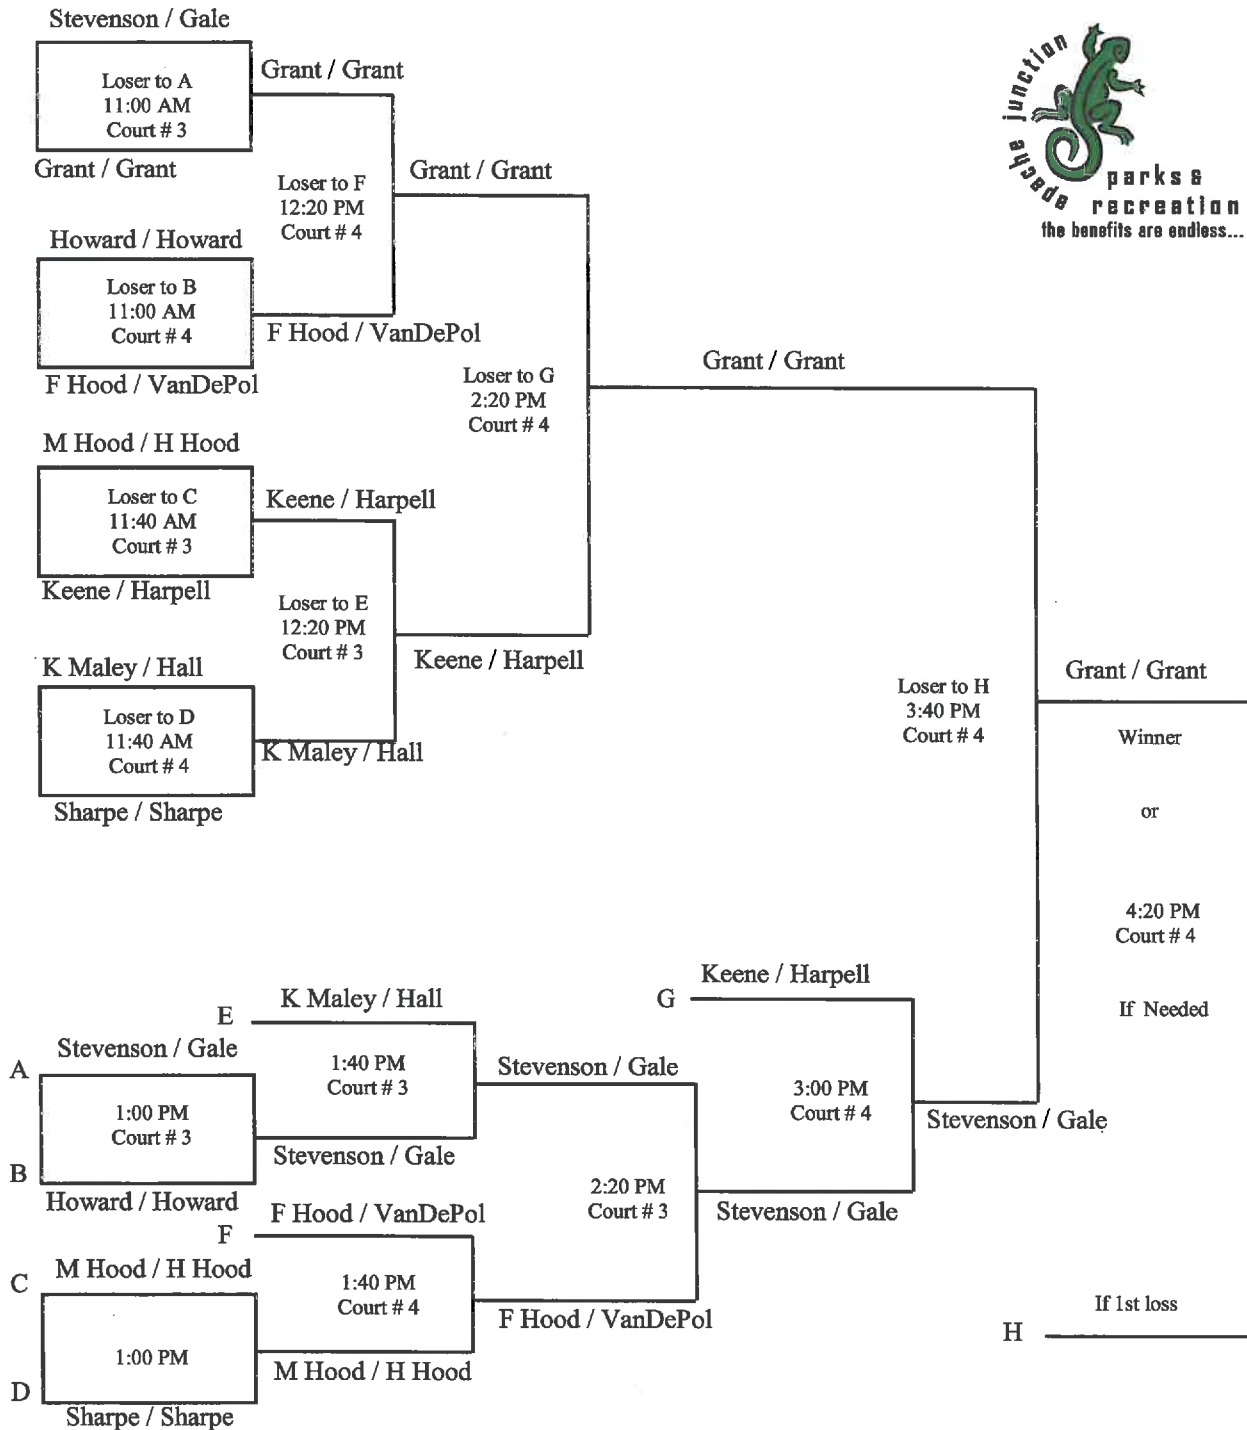 Stevenson / Gale
Loser to A
11:00 AM
Court # 3
Grant / Grant
Grant / Grant
Loser to F
12:20 PM
Court # 4
Grant / Grant
Howard / Howard
Loser to B
11:00 AM
Court # 4
F Hood / VanDePol
F Hood / VanDePol
Loser to G
2:20 PM
Court # 4
Grant / Grant
M Hood / H Hood
Loser to C
11:40 AM
Court # 3
Keene / Harpell
Keene / Harpell
Loser to E
12:20 PM
Court # 3
Keene / Harpell
K Maley / Hall
Loser to D
11:40 AM
Court # 4
K Maley / Hall
Sharpe / Sharpe
Loser to H
3:40 PM
Court # 4
Grant / Grant
Winner
or
4:20 PM
Court # 4
If Needed
apache junction
parks &
recreation
the benefits are endless...
E
K Maley / Hall
A
Stevenson / Gale
1:00 PM
Court # 3
B
Howard / Howard
1:40 PM
Court # 3
Stevenson / Gale
Stevenson / Gale
F Hood / VanDePol
F
C
M Hood / H Hood
1:00 PM
D
Sharpe / Sharpe
1:40 PM
Court # 4
M Hood / H Hood
F Hood / VanDePol
2:20 PM
Court # 3
Stevenson / Gale
G
Keene / Harpell
3:00 PM
Court # 4
Stevenson / Gale
H
If 1st loss